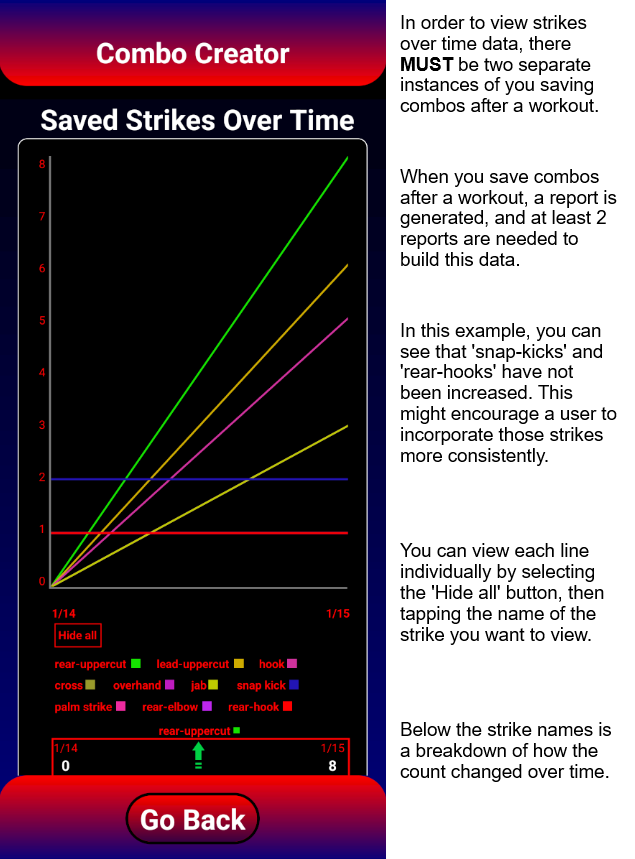 Combo Creator
Saved Strikes Over Time
8
7
6
5
4
3
2
1
0
1/14 1/15
Hide all
rear-uppercut lead-uppercut hook
cross overhand jab snap kick
palm strike rear-elbow rear-hook
rear-uppercut
1/14 1/15
0 8
Go Back
In order to view strikes
over time data, there
MUST be two separate
instances of you saving
combos after a workout.
When you save combos
after a workout, a report is
generated, and at least 2
reports are needed to
build this data.
In this example, you can
see that 'snap-kicks' and
'rear-hooks' have not
been increased. This
might encourage a user to
incorporate those strikes
more consistently.
You can view each line
individually by selecting
the 'Hide all' button, then
tapping the name of the
strike you want to view.
Below the strike names is
a breakdown of how the
count changed over time.